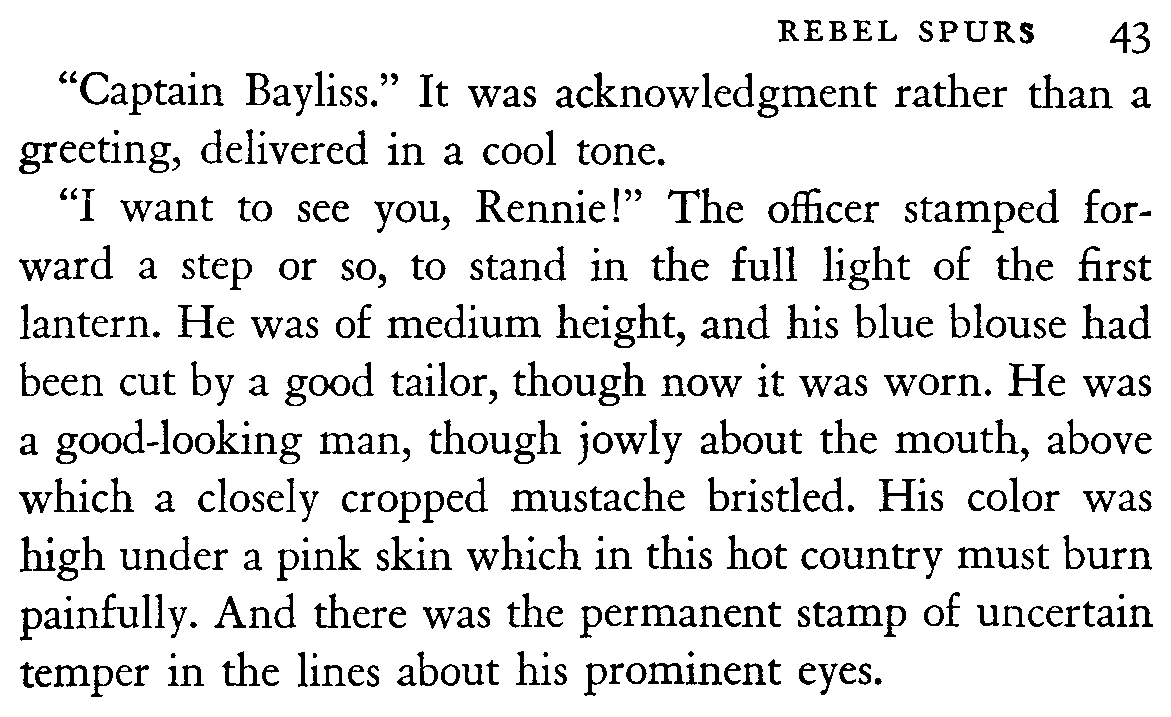 REBEL SPURS 43
“Captain Bayliss.” It was acknowledgment rather than a
greeting, delivered in a cool tone.
“I want to see you, Rennie!” The officer stamped for-
ward a step or so, to stand in the full light of the first
lantern. He was of medium height, and his blue blouse had
been cut by a good tailor, though now it was worn. He was
a good-looking man, though jowly about the mouth, above
which a closely cropped mustache bristled. His color was
high under a pink skin which in this hot country must burn
painfully. And there was the permanent stamp of uncertain
temper in the lines about his prominent eyes.